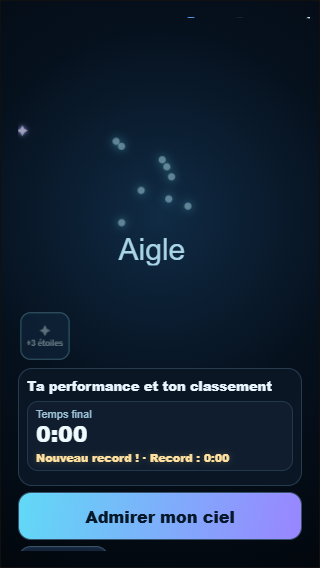 Aigle
+3 étoiles
Ta performance et ton classement
Temps final
0:00
Nouveau record ! · Record : 0:00
Admirer mon ciel